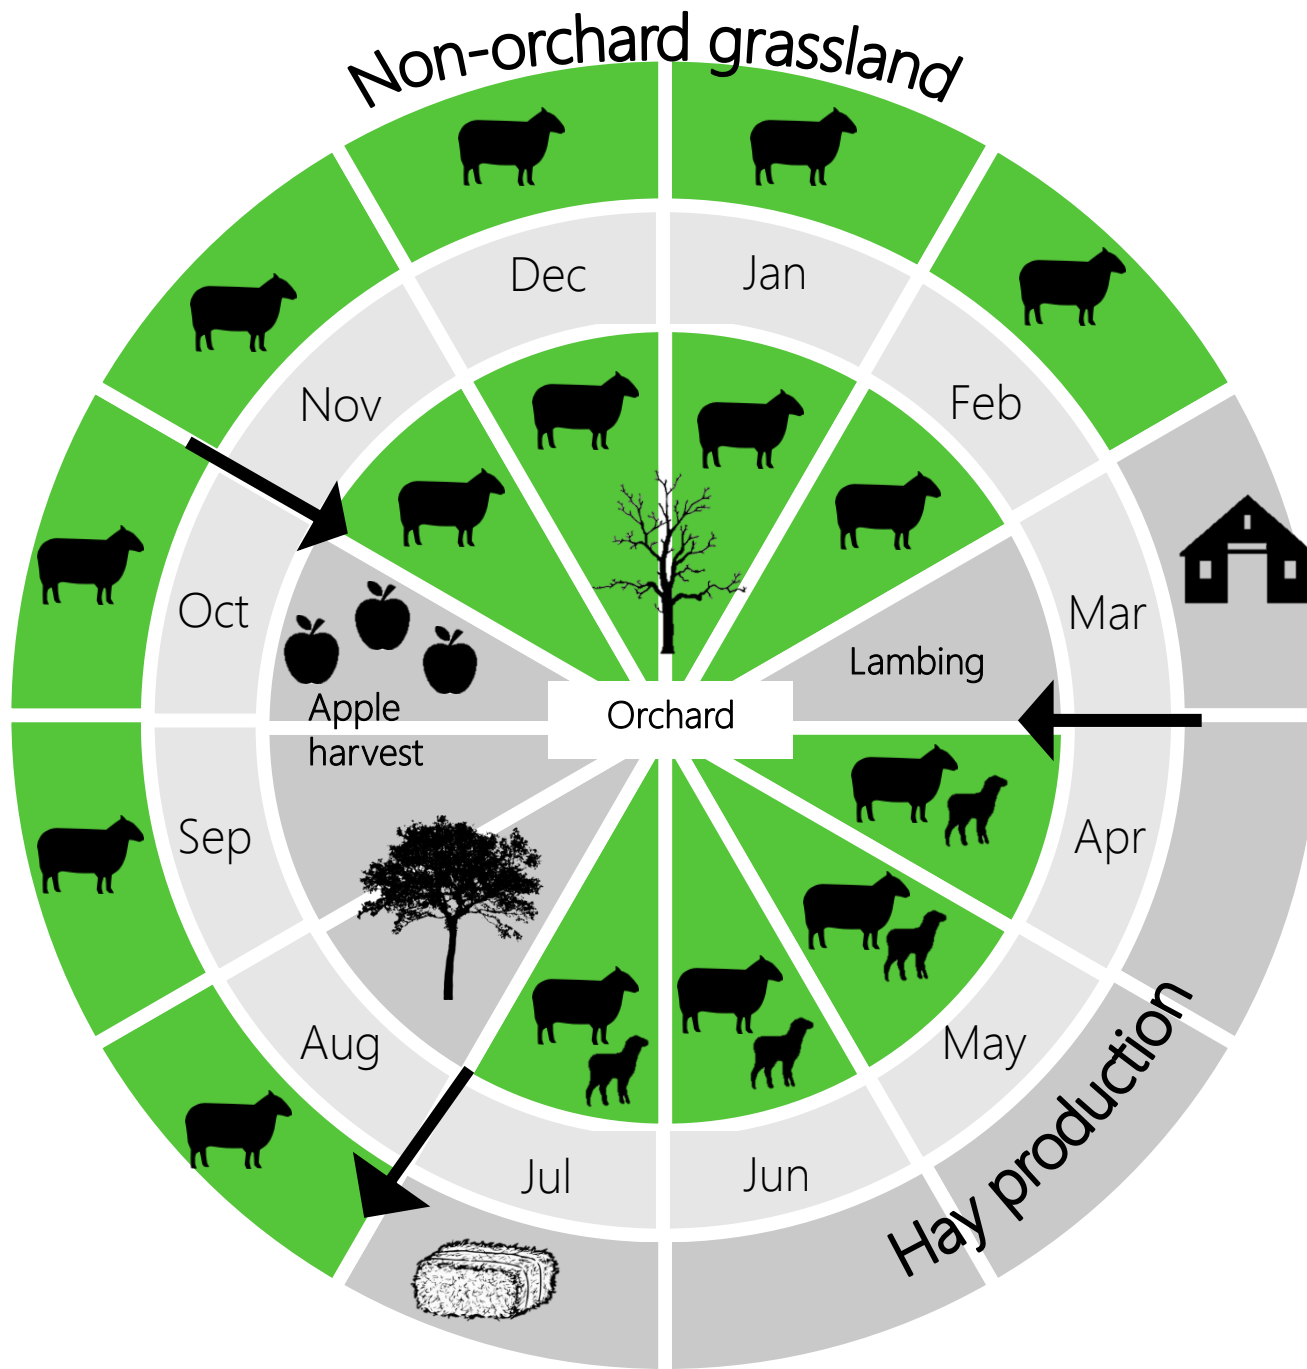 Non-orchard grassland
Dec
Jan
Nov
Feb
Oct
Mar
Lambing
Apple
harvest
Orchard
Sep
Apr
Aug
May
Jul
Jun
Hay production